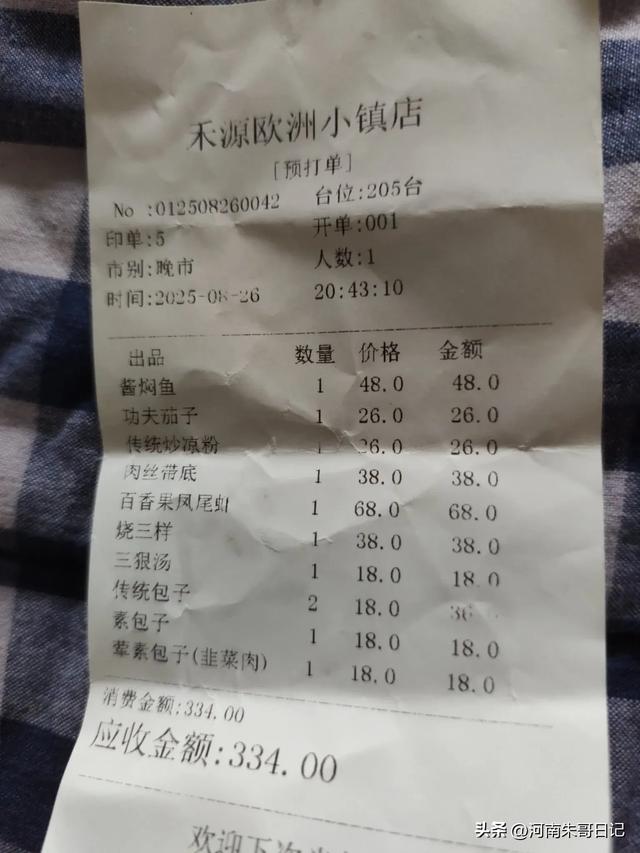 禾源欧洲小镇店
[预打单]
No :012508260042 台位:205台
印单:5 开单:001
市别:晚市 人数:1
时间:2025-08-26 20:43:10
出品 数量 价格 金额
酱焖鱼 1 48.0 48.0
功夫茄子 1 26.0 26.0
传统炒凉粉 1 26.0 26.0
肉丝带底 1 38.0 38.0
百香果凤尾虾 1 68.0 68.0
烧三样 1 38.0 38.0
三狠汤 1 18.0 18.0
传统包子 2 18.0 36
素包子 1 18.0 18.0
荤素包子(韭菜肉) 1 18.0 18.0
消费金额:334.00
应收金额:334.00
欢迎下次
头条 @河南朱哥日记